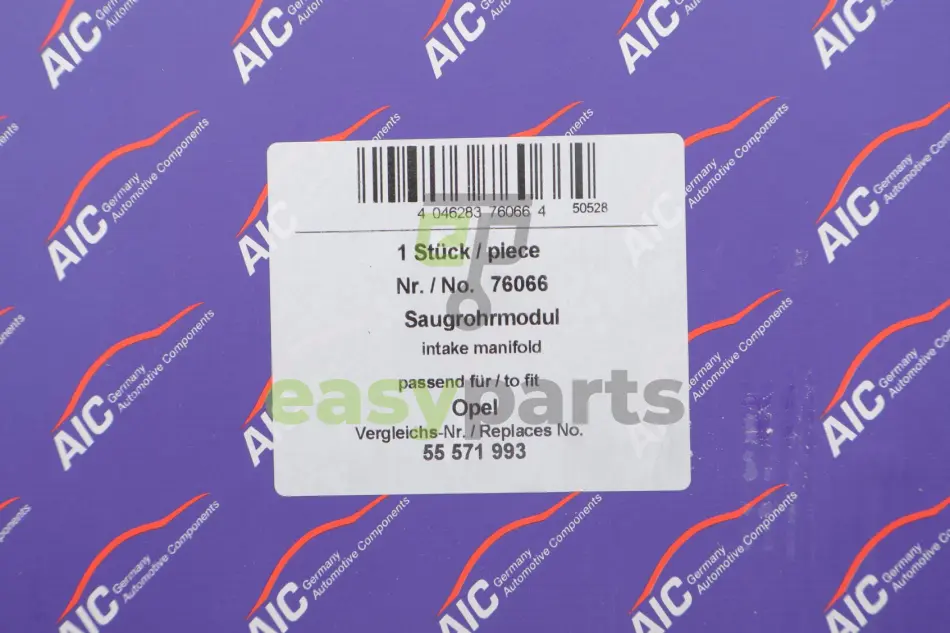 AIC Germany Automotive Components
4 046283 76066 4 50528
1 Stück / piece
Nr. / No. 76066
Saugrohrmodul
intake manifold
passend für / to fit
easyparts
Opel
Vergleichs-Nr. / Replaces No.
55 571 993